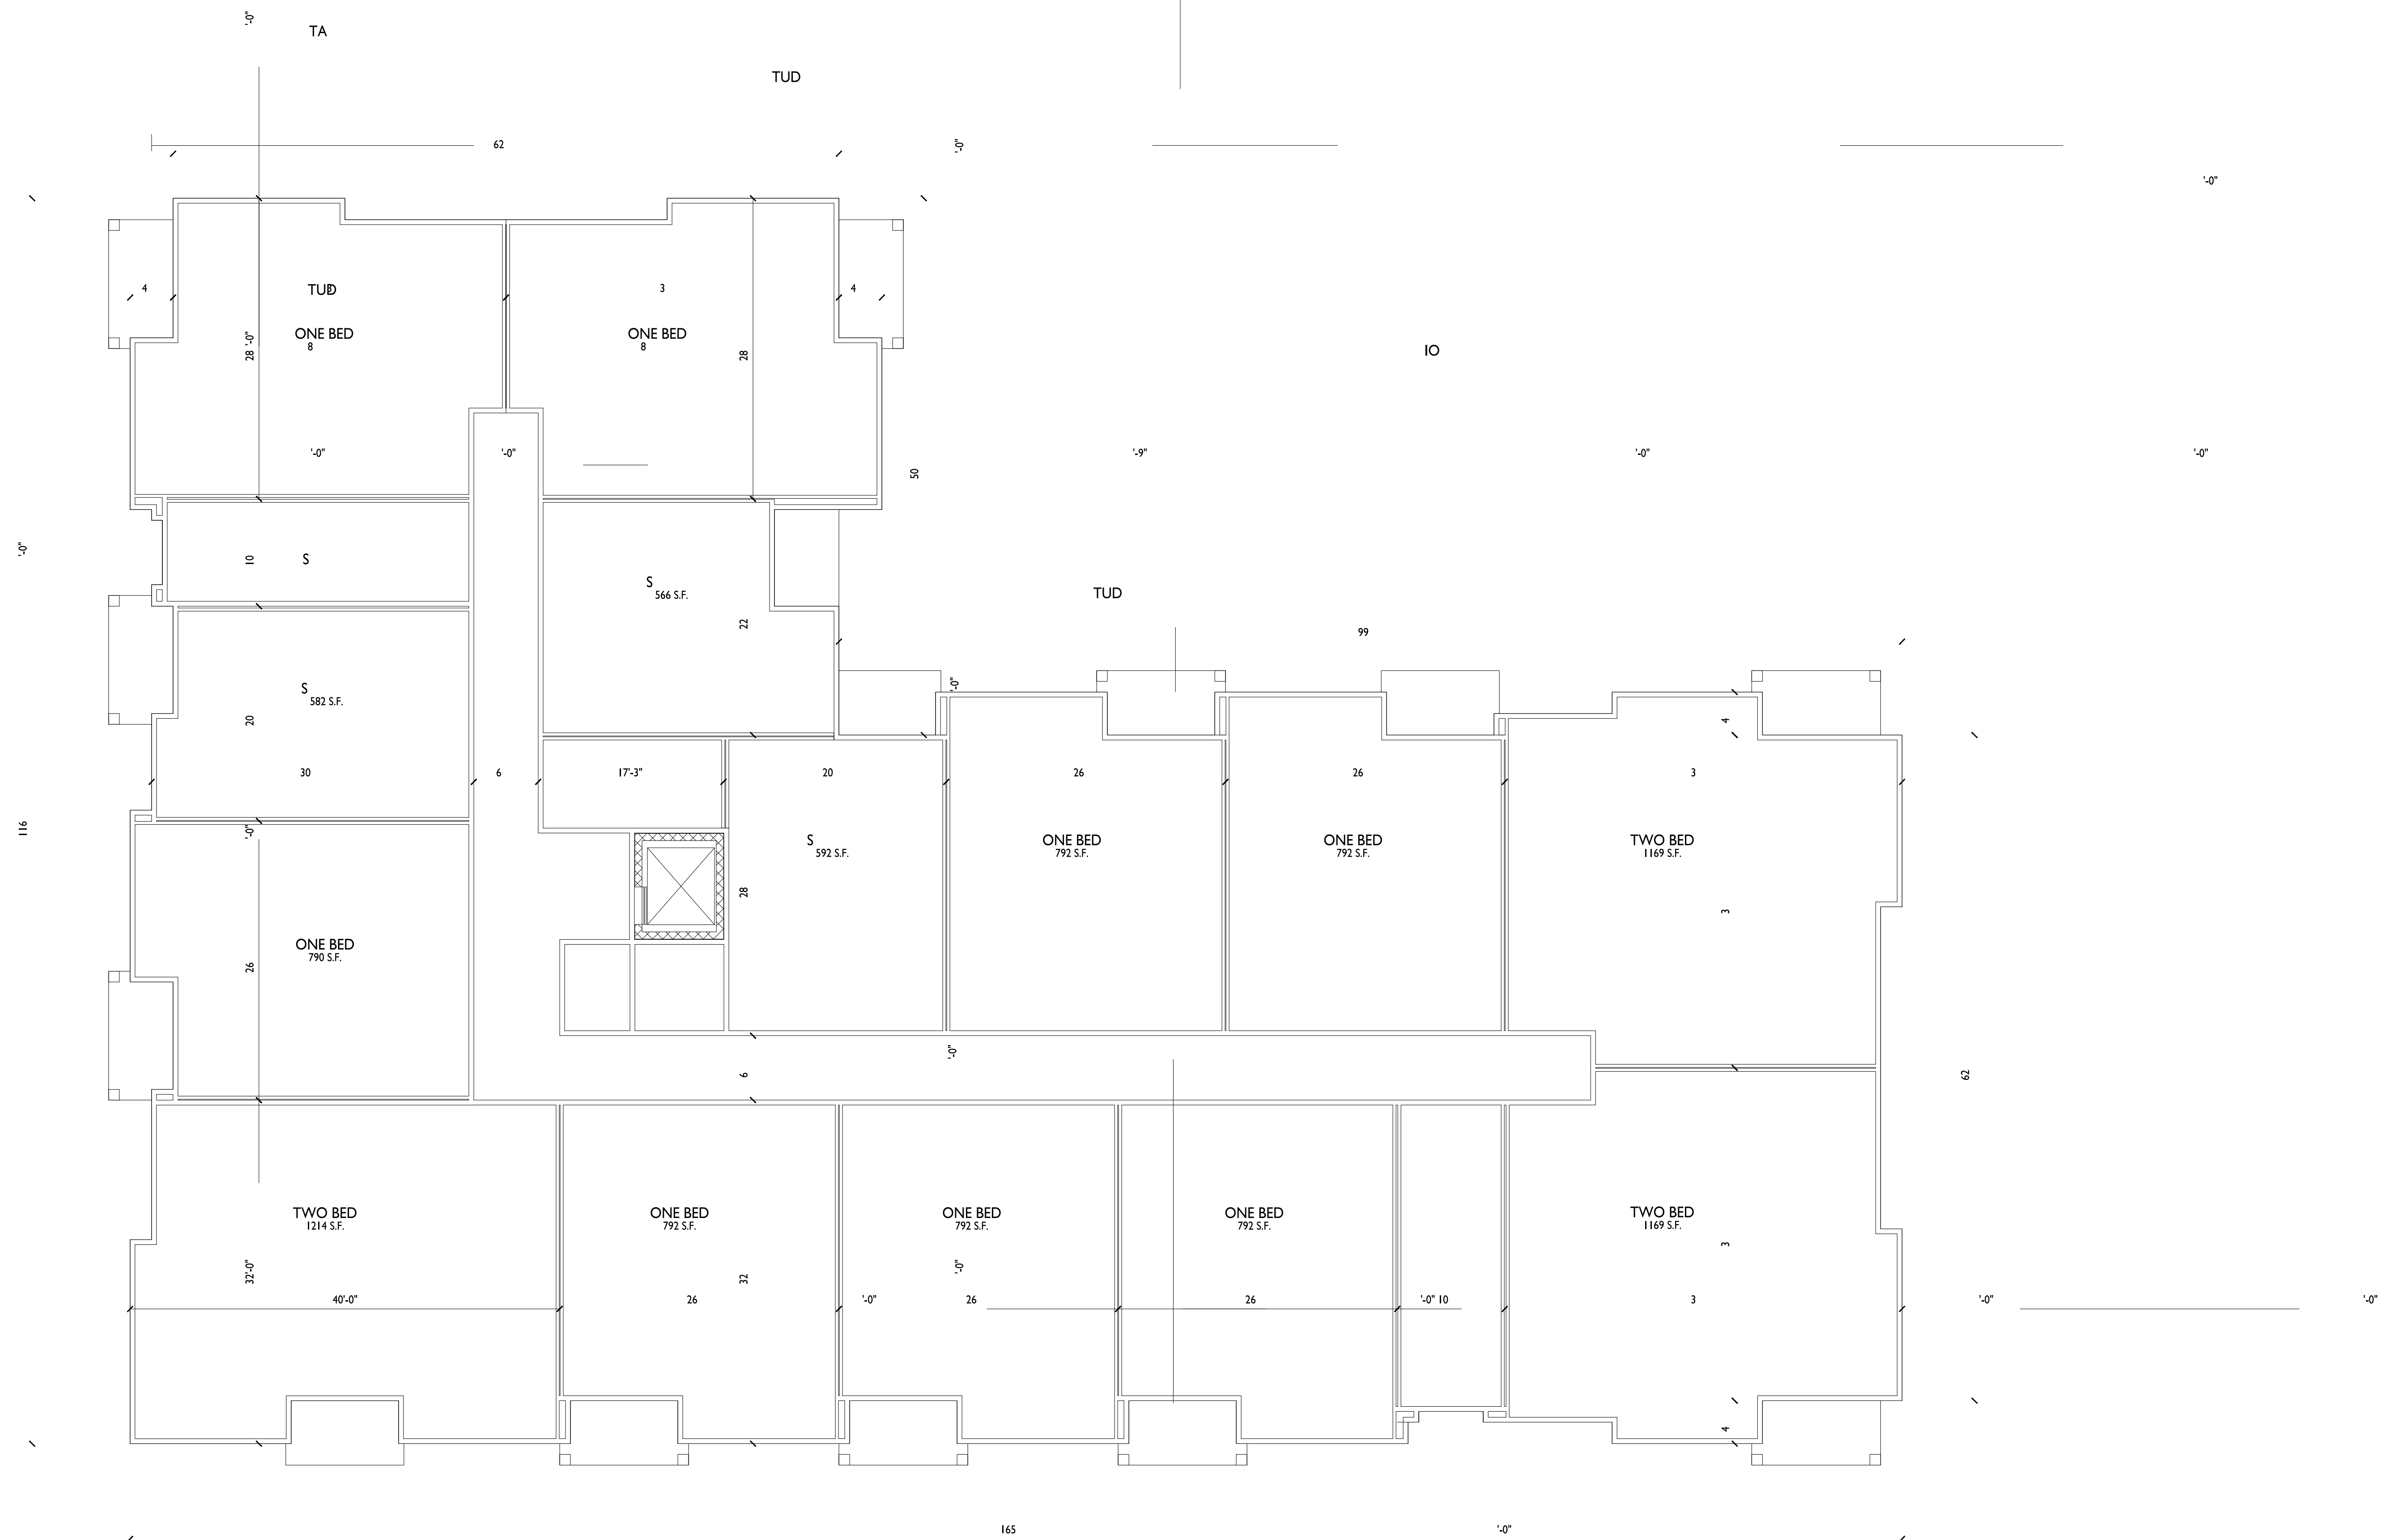 '-0"
TA
TUD
62
'-0"
'-0"
4
TUD
3
3
4
ONE BED
8
ONE BED
8
28
'-0"
28
IO
'-0"
'-0"
'-9"
'-0"
'-0"
50
'-0"
10
S
S
566 S.F.
22
TUD
99
S
582 S.F.
20
'-0"
4
30
6
17'-3"
20
26
26
3
116
'-0"
S
592 S.F.
ONE BED
792 S.F.
ONE BED
792 S.F.
TWO BED
1169 S.F.
28
3
ONE BED
790 S.F.
26
'-0"
6
62
TWO BED
1214 S.F.
ONE BED
792 S.F.
ONE BED
792 S.F.
ONE BED
792 S.F.
TWO BED
1169 S.F.
32'-0"
32
'-0"
3
40'-0"
26
'-0"
26
26
'-0" 10
3
'-0"
'-0"
4
165
'-0"